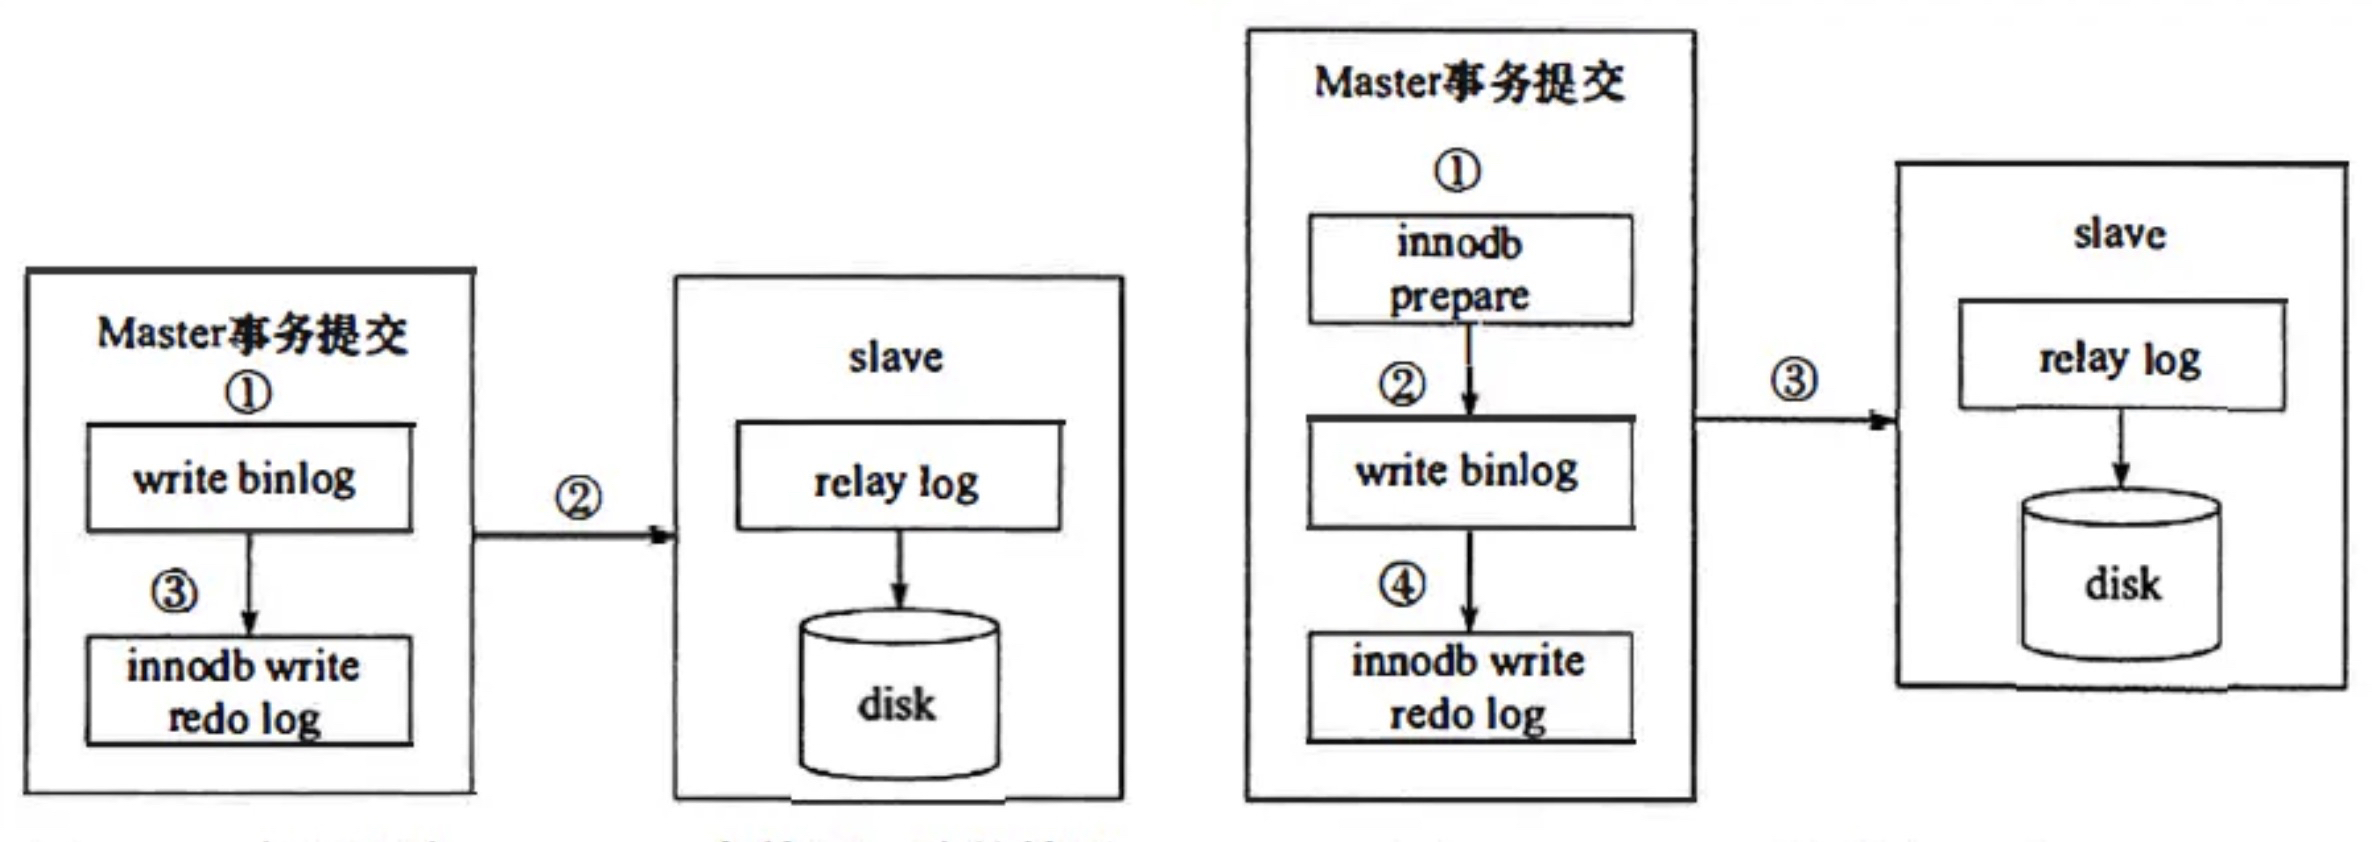 Master事务提交
①
write binlog
③
innodb write
redo log
②
slave
relay log
disk
Master事务提交
①
innodb
prepare
②
write binlog
④
innodb write
redo log
③
slave
relay log
disk